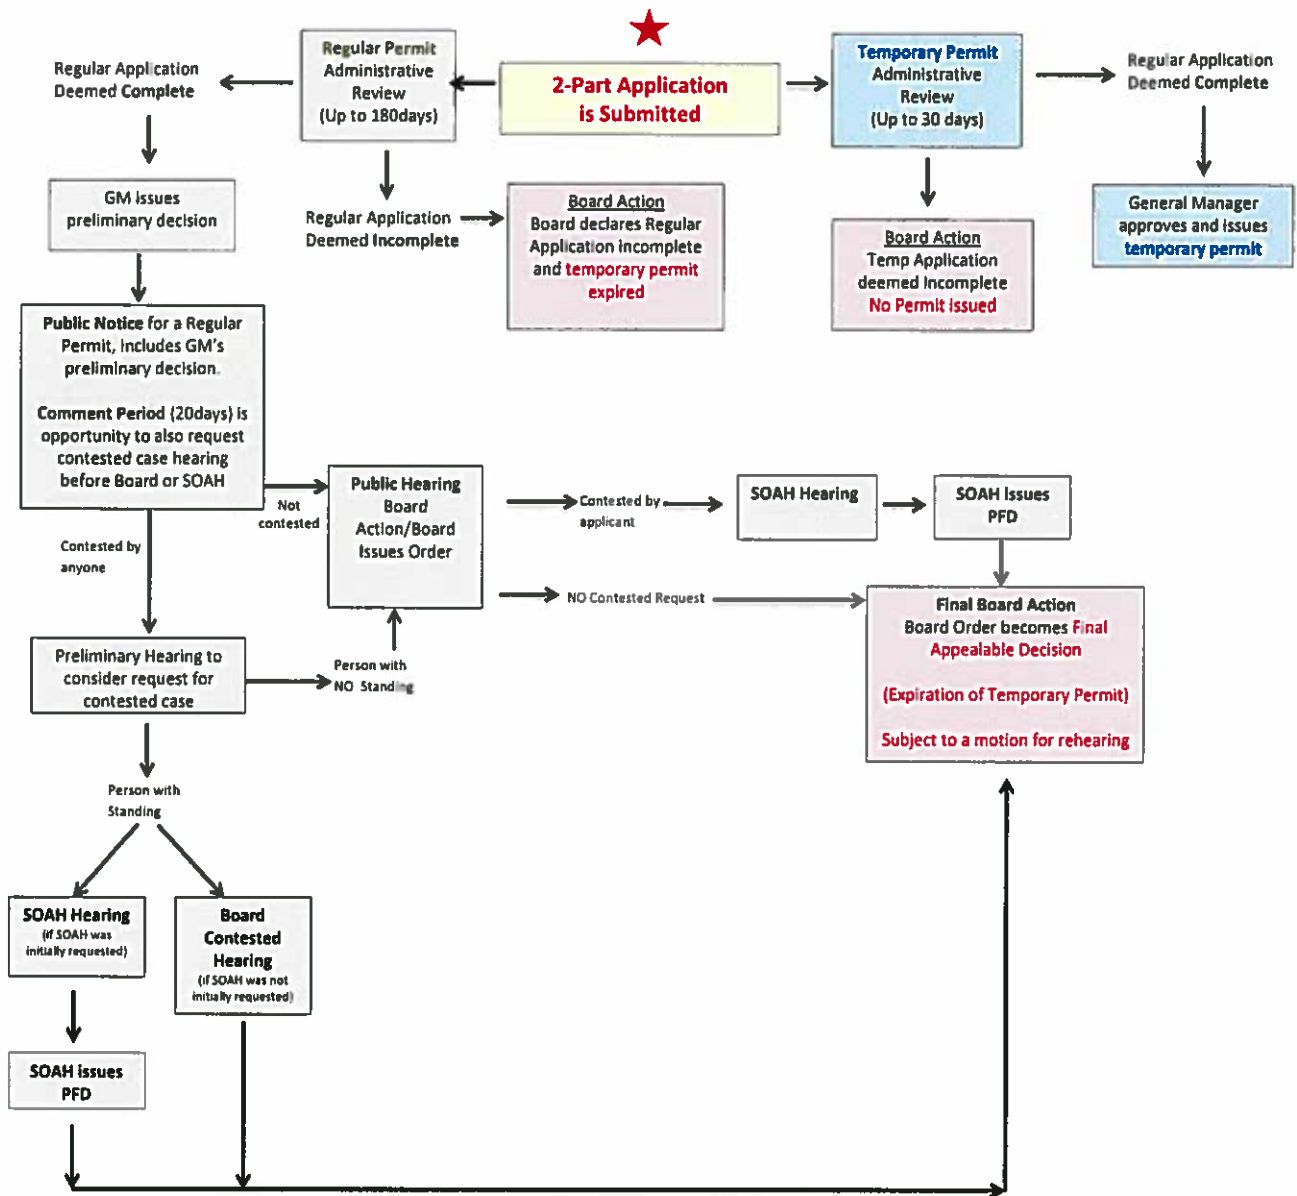 Regular Application
Deemed Complete
Regular Permit
Administrative
Review
(Up to 180days)
2-Part Application
is Submitted
Temporary Permit
Administrative
Review
(Up to 30 days)
Regular Application
Deemed Complete
GM issues
preliminary decision
Regular Application
Deemed Incomplete
Board Action
Board declares Regular
Application Incomplete
and temporary permit
expired
Board Action
Temp Application
deemed Incomplete
No Permit issued
General Manager
approves and issues
temporary permit
Public Notice for a Regular
Permit, includes GM's
preliminary decision.
Comment Period (20days) is
opportunity to also request
contested case hearing
before Board or SOAH
Not
contested
Contested by
anyone
Public Hearing
Board
Action/Board
Issues Order
Contested by
applicant
SOAH Hearing
SOAH Issues
PFD
NO Contested Request
Final Board Action
Board Order becomes Final
Appealable Decision
(Expiration of Temporary Permit)
Subject to a motion for rehearing
Preliminary Hearing to
consider request for
contested case
Person with
NO Standing
Person with
Standing
SOAH Hearing
(if SOAH was
initially requested)
Board
Contested
Hearing
(if SOAH was not
initially requested)
SOAH issues
PFD